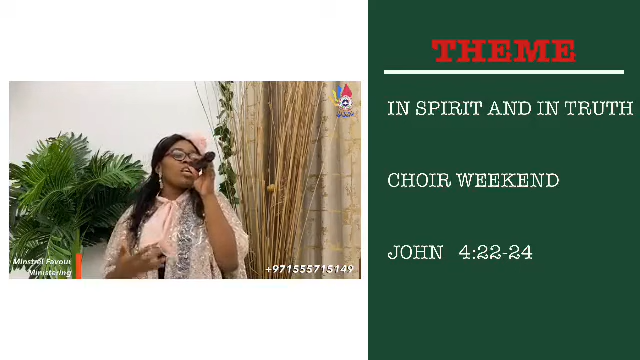 THEME
IN SPIRIT AND IN TRUTH
CHOIR WEEKEND
JOHN 4:22-24
Minstrel Favour
Ministering
+971555715149